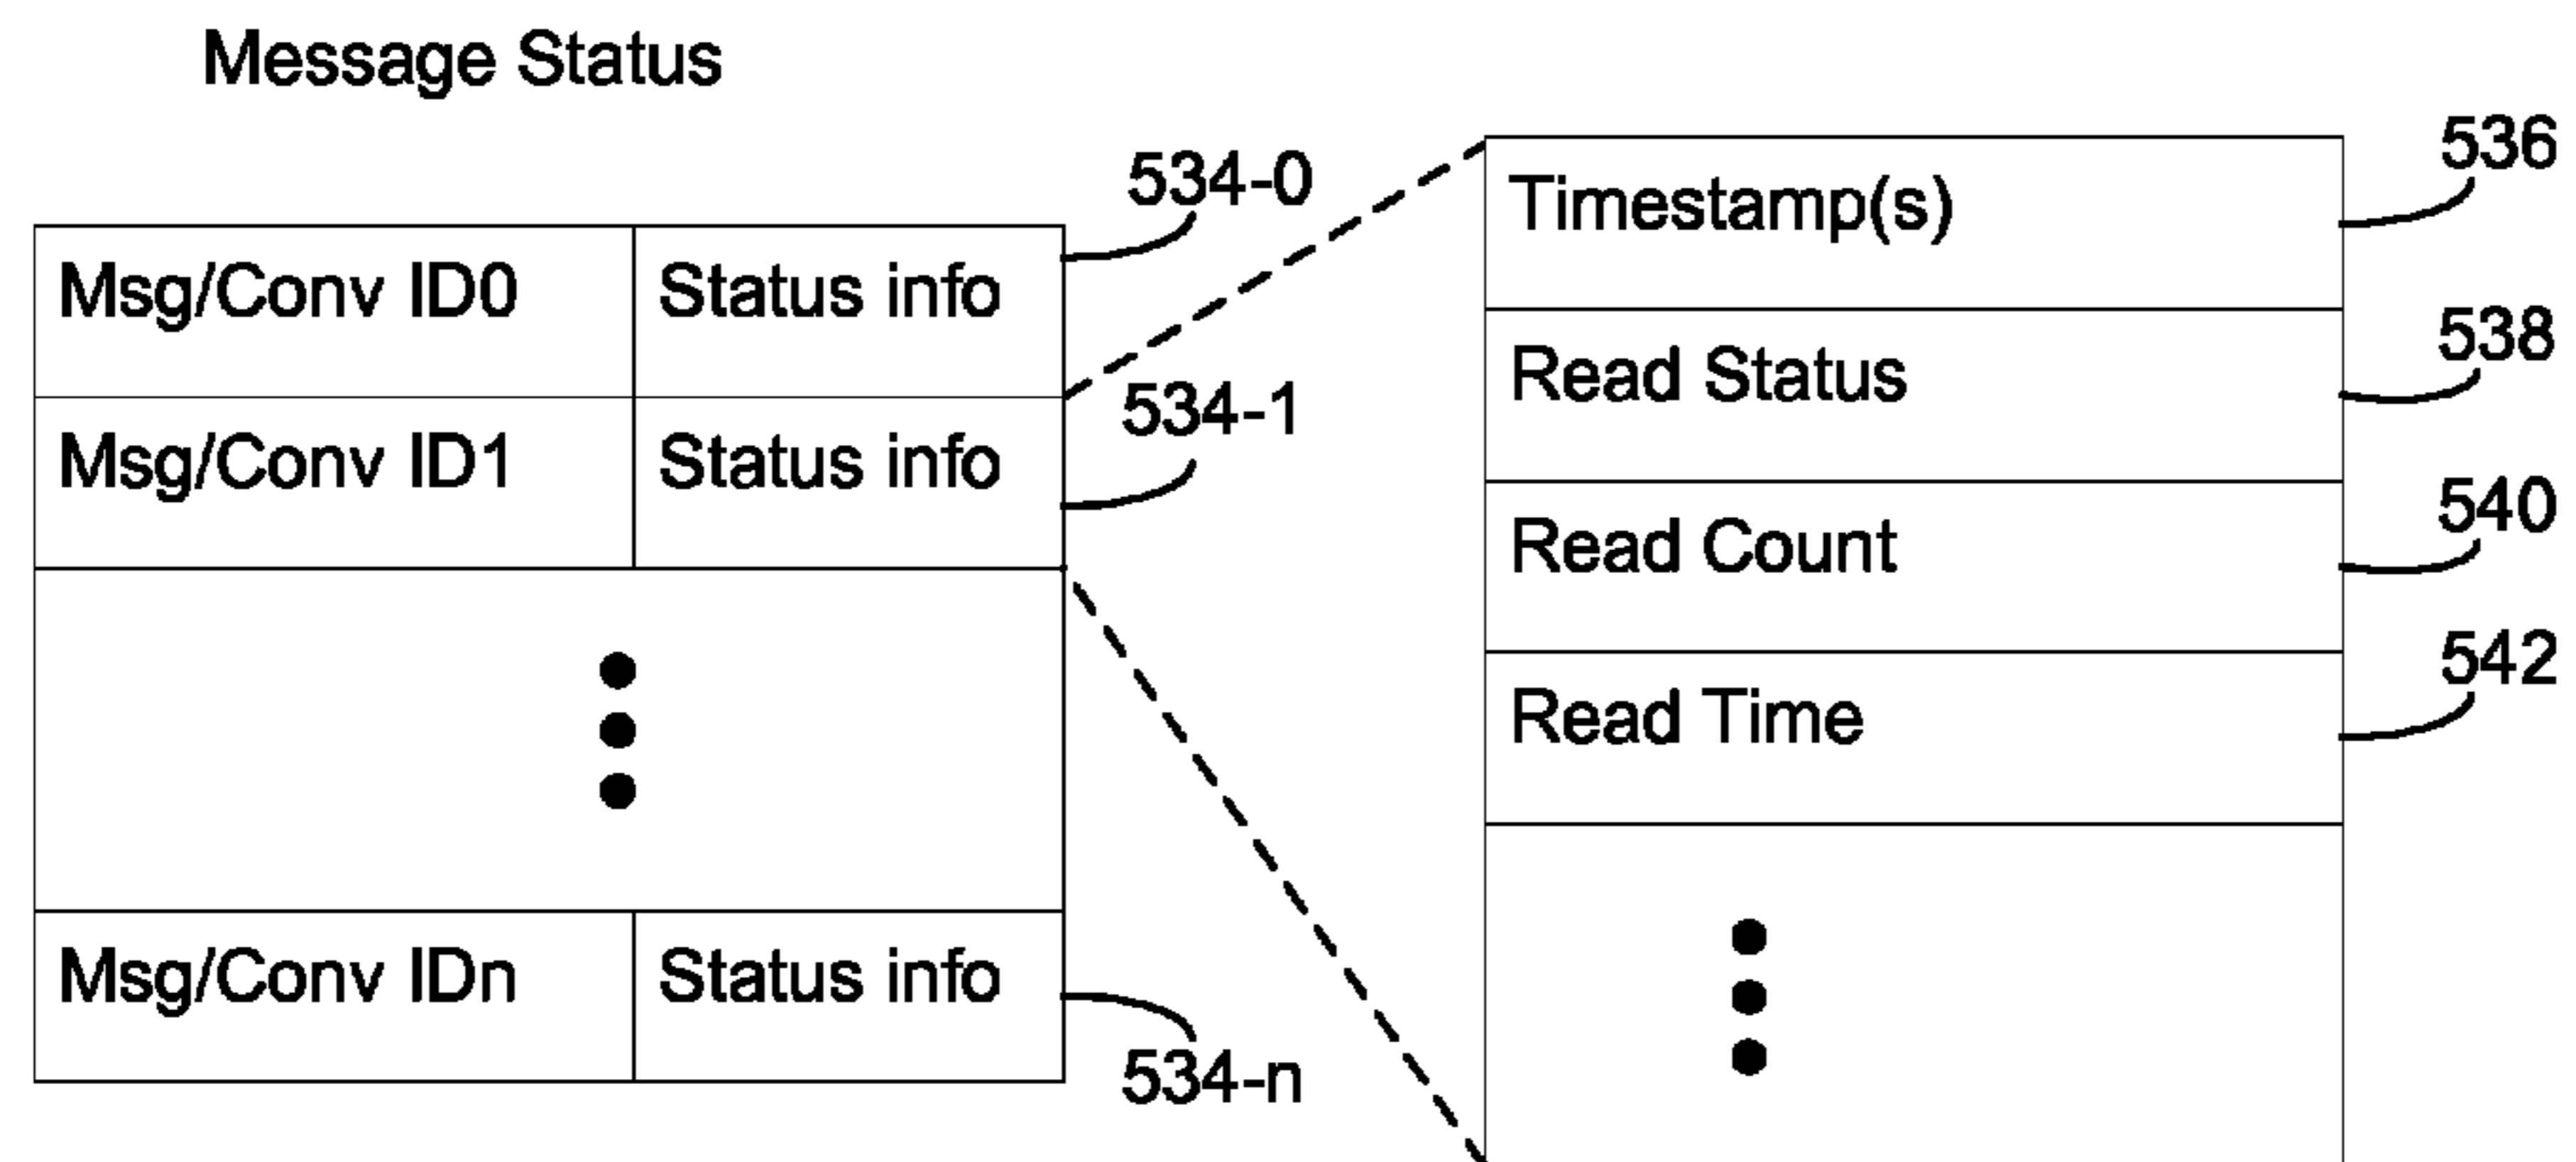 Message Status
534-0
Msg/Conv ID0 Status info
534-1
Msg/Conv ID1 Status info
Msg/Conv IDn Status info
534-n
536
Timestamp(s)
538
Read Status
540
Read Count
542
Read Time